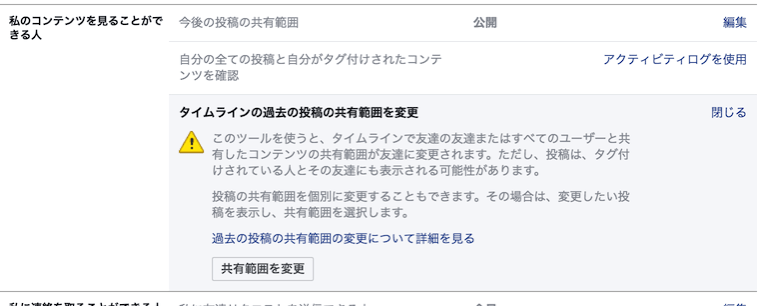 私のコンテンツを見ることがで
きる人
今後の投稿の共有範囲 公開 編集
自分の全ての投稿と自分がタグ付けされたコンテ
ンツを確認
アクティビティログを使用
タイムラインの過去の投稿の共有範囲を変更 閉じる
このツールを使うと、タイムラインで友達の友達またはすべてのユーザーと共
有したコンテンツの共有範囲が友達に変更されます。ただし、投稿は、タグ付
けされている人とその友達にも表示される可能性があります。
投稿の共有範囲を個別に変更することもできます。その場合は、変更したい投
稿を表示し、共有範囲を選択します。
過去の投稿の共有範囲の変更について詳細を見る
共有範囲を変更